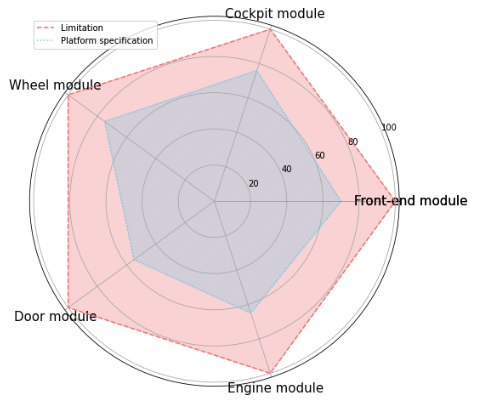 Cockpit module
Limitation
Platform specification
Wheel module
100
80
60
40
20
Front-end module
Door module
Engine module